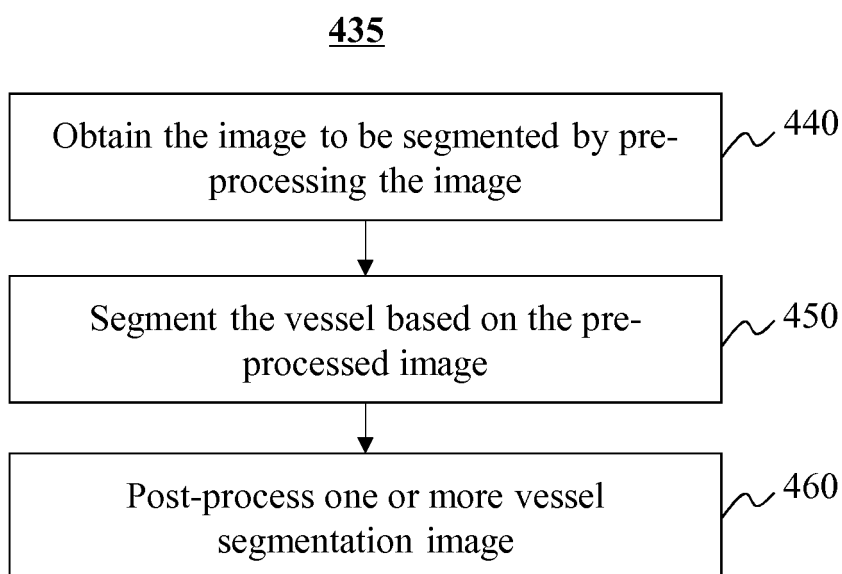 435
Obtain the image to be segmented by pre-
processing the image
440
Segment the vessel based on the pre-
processed image
450
Post-process one or more vessel
segmentation image
460